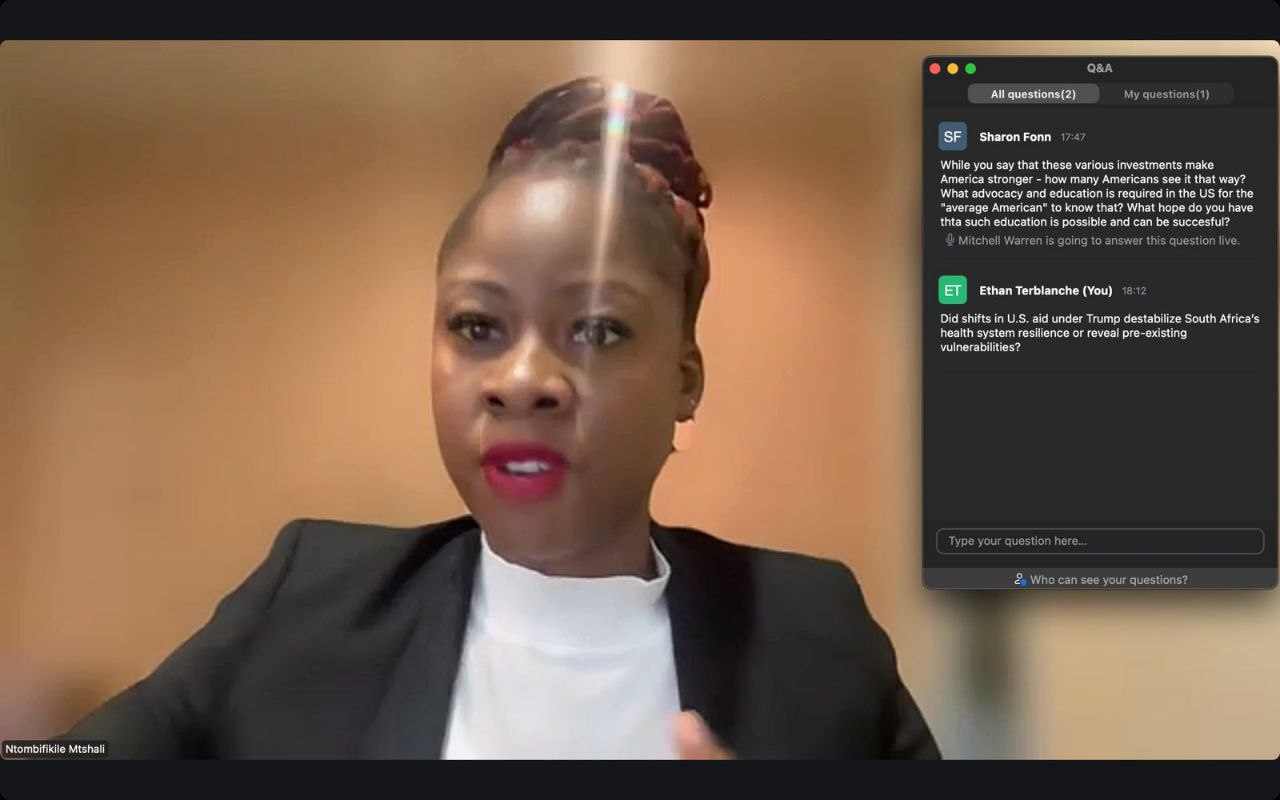 Q&A
All questions(2)
My questions(1)
SF
Sharon Fonn 17:47
While you say that these various investments make
America stronger - how many Americans see it that way?
What advocacy and education is required in the US for the
"average American" to know that? What hope do you have
thta such education is possible and can be succesful?
Mitchell Warren is going to answer this question live.
ET
Ethan Terblanche (You) 18:12
Did shifts in U.S. aid under Trump destabilize South Africa's
health system resilience or reveal pre-existing
vulnerabilities?
Type your question here...
Who can see your questions?
Ntombifikile Mtshali